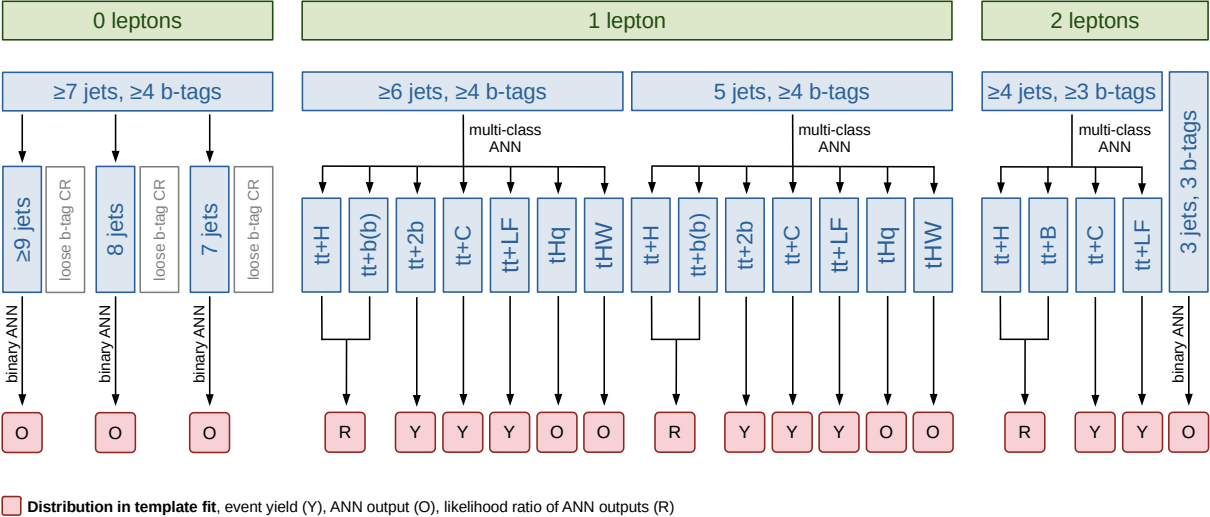 0 leptons
1 lepton
2 leptons
≥7 jets, ≥4 b-tags
≥6 jets, ≥4 b-tags
5 jets, ≥4 b-tags
≥4 jets, ≥3 b-tags
3 jets, 3 b-tags
multi-class
ANN
multi-class
ANN
multi-class
ANN
≥9 jets
loose b-tag CR
8 jets
loose b-tag CR
7 jets
loose b-tag CR
tt+H
tt+b(b)
tt+2b
tt+C
tt+LF
tHq
tHW
tt+H
tt+b(b)
tt+2b
tt+C
tt+LF
tHq
tHW
tt+H
tt+B
tt+C
tt+LF
binary ANN
binary ANN
binary ANN
binary ANN
O
O
O
R
Y
Y
Y
O
O
R
Y
Y
Y
O
O
R
Y
Y
O
Distribution in template fit, event yield (Y), ANN output (O), likelihood ratio of ANN outputs (R)